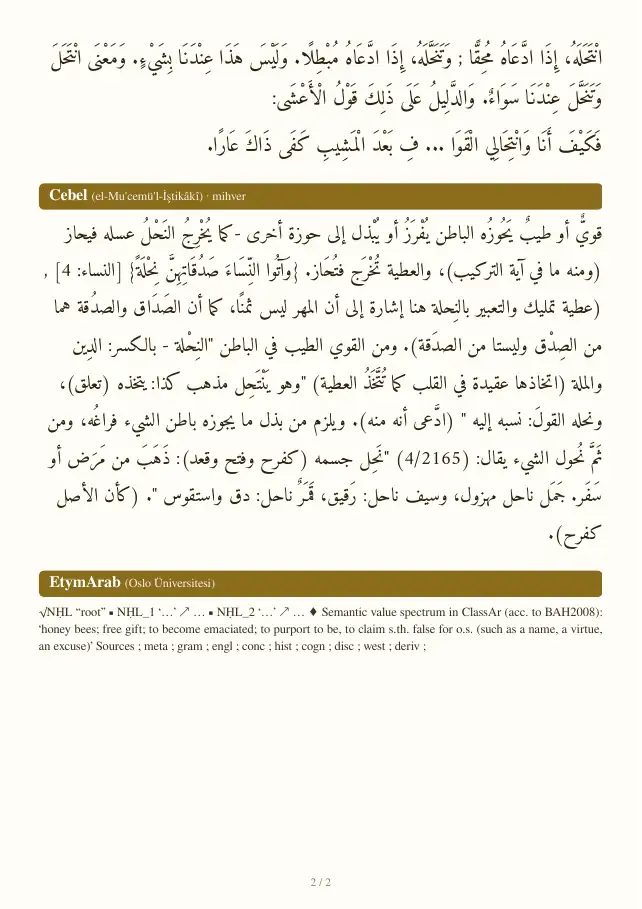 انْتَحَلَهُ، إِذَا ادَّعَاهُ مُحِقًّا ; وَتَنَحَّلَهُ، إِذَا ادَّعَاهُ مُبْطِلًا. وَلَيْسَ هَذَا عِنْدَنَا بِشَيْءٍ. وَمَعْنَى انْتَحَلَ
وَتَنَحَّلَ عِنْدَنَا سَوَاءٌ. وَالدَّلِيلُ عَلَى ذَلِكَ قَوْلُ الْأَعْشَى:
فَكَيْفَ أَنَا وَانْتِحَالِي الْقَوَا ... فِ بَعْدَ الْمَشِيبِ كَفَى ذَاكَ عَارًا.
Cebel (el-Mu'cemü'l-İştikâkî) · mihver
قويٌّ أو طيبٌ يَحُوزُه الباطن يُفْرَزُ أو يُبْذل إلى حوزة أخرى -كما يُخْرِجُ النَحْلُ عسله فيحاز
(ومنه ما في آية التركيب)، والعطية تُخْرَج فتُحَاز. {وَآتُوا النِّسَاءَ صَدُقَاتِهِنَّ نِحْلَةً} [النساء: 4] ,
(عطية تمليك والتعبير بالنِحلة هنا إشارة إلى أن المهر ليس ثمنًا، كما أن الصَدَاق والصدُقة هما
من الصِدْق وليستا من الصدَقة). ومن القوي الطيب في الباطن "النِحْلة - بالكسر: الدِين
والملة (اتخاذها عقيدة في القلب كما تُتَّخَذُ العطية) "وهو يَنْتَحِل مذهب كذا: يتخذه (تعلق)،
ونحله القولَ: نسبه إليه " (ادَّعى أنه منه). ويلزم من بذل ما يجوزه باطن الشيء فراغُه، ومن
ثَمَّ نُحول الشيء يقال: (4/2165) "نَحِل جسمه (كفرح وفتح وقعد): ذَهَبَ من مَرَض أو
سَفَر. جَمَل ناحل مهزول، وسيف ناحل: رَقيق، قَمَرٌ ناحل: دق واستقوس ". (كأن الأصل
كفرح).
EtymArab (Oslo Üniversitesi)
√NḤL “root” ▪ NḤL_1 ‘…’ ↗ … ▪ NḤL_2 ‘…’ ↗ … ♦ Semantic value spectrum in ClassAr (acc. to BAH2008):
‘honey bees; free gift; to become emaciated; to purport to be, to claim s.th. false for o.s. (such as a name, a virtue,
an excuse)’ Sources ; meta ; gram ; engl ; conc ; hist ; cogn ; disc ; west ; deriv ;
2 / 2